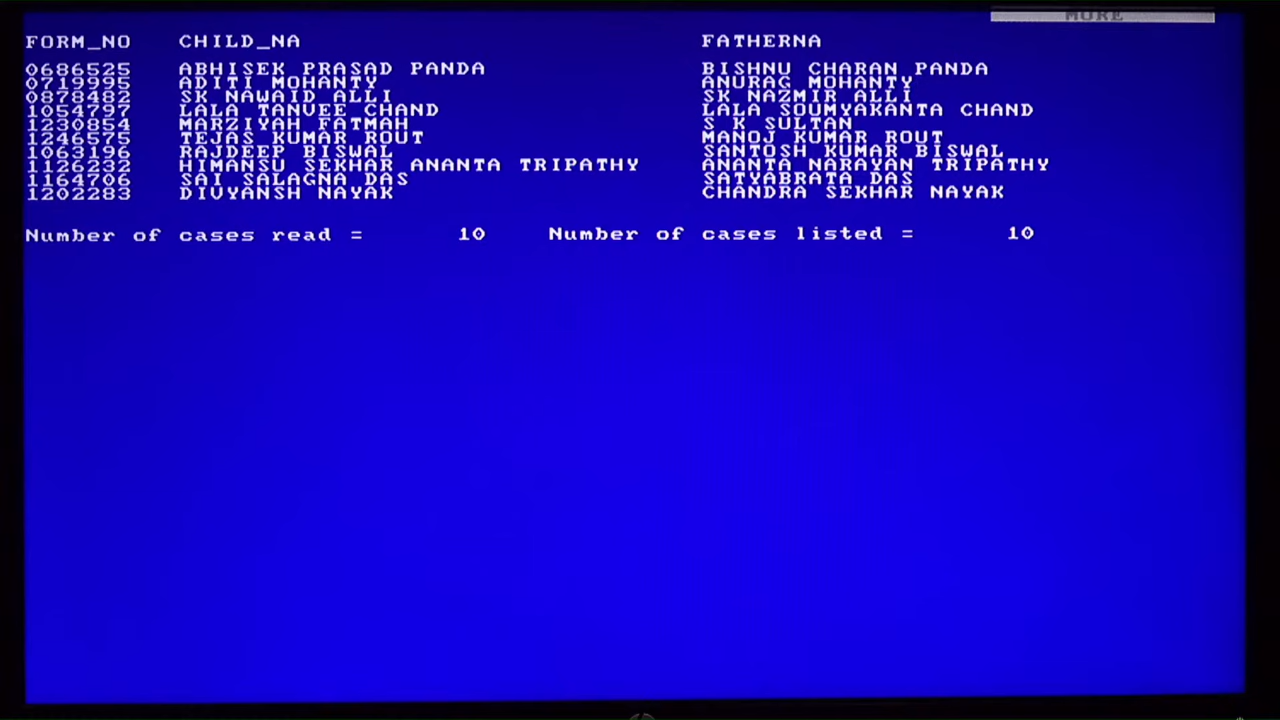 MORE
FORM_NO CHILD_NA FATHERNA
0686525 ABHISEK PRASAD PANDA BISHNU CHARAN PANDA
0719995 ADITI MOHANTY ANURAG MOHANTY
0878482 SK NAWAID ALLI SK NAZMIR ALLI
1054797 LALA TANVEE CHAND LALA SOUMYAKANTA CHAND
1230854 MARZIYAH FATMAH S K SULTAN
1246575 TEJAS KUMAR ROUT MANOJ KUMAR ROUT
1063196 RAJDEEP BISWAL SANTOSH KUMAR BISWAL
1126232 HIMANSU SEKHAR ANANTA TRIPATHY ANANTA NARAYAN TRIPATHY
1164706 SAI SALAGNA DAS SATYABRATA DAS
1202283 DIVYANSH NAYAK CHANDRA SEKHAR NAYAK
Number of cases read = 10 Number of cases listed = 10